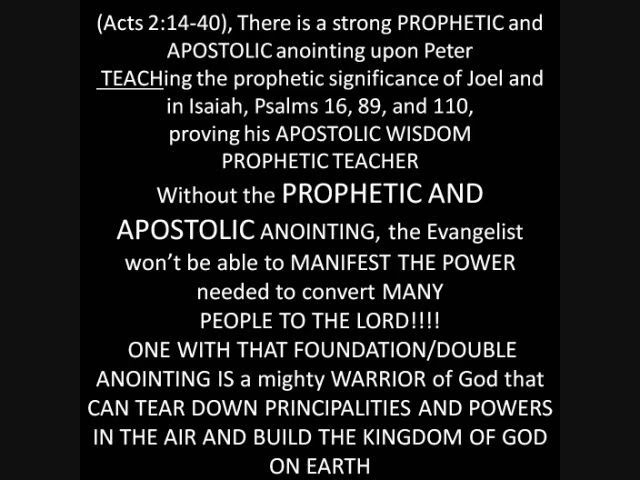 (Acts 2:14-40), There is a strong PROPHETIC and
APOSTOLIC anointing upon Peter
TEACHing the prophetic significance of Joel and
in Isaiah, Psalms 16, 89, and 110,
proving his APOSTOLIC WISDOM
PROPHETIC TEACHER
Without the PROPHETIC AND
APOSTOLIC ANOINTING, the Evangelist
won't be able to MANIFEST THE POWER
needed to convert MANY
PEOPLE TO THE LORD!!!!
ONE WITH THAT FOUNDATION/DOUBLE
ANOINTING IS a mighty WARRIOR of God that
CAN TEAR DOWN PRINCIPALITIES AND POWERS
IN THE AIR AND BUILD THE KINGDOM OF GOD
ON EARTH